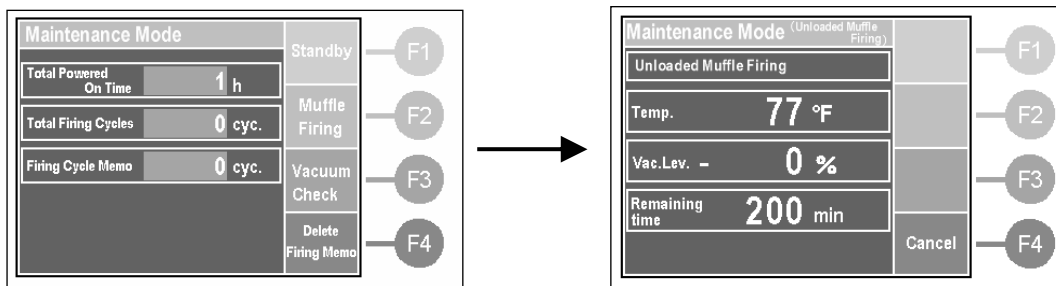 Maintenance Mode
Standby
F1
Total Powered
On Time
1 h
Muffle
Firing
F2
Total Firing Cycles
0 cyc.
Firing Cycle Memo
0 cyc.
Vacuum
Check
F3
Delete
Firing Memo
F4
Maintenance Mode (Unloaded Muffle
Firing)
F1
Unloaded Muffle Firing
Temp. 77 °F
F2
Vac.Lev. - 0 %
F3
Remaining
time
200 min
Cancel
F4